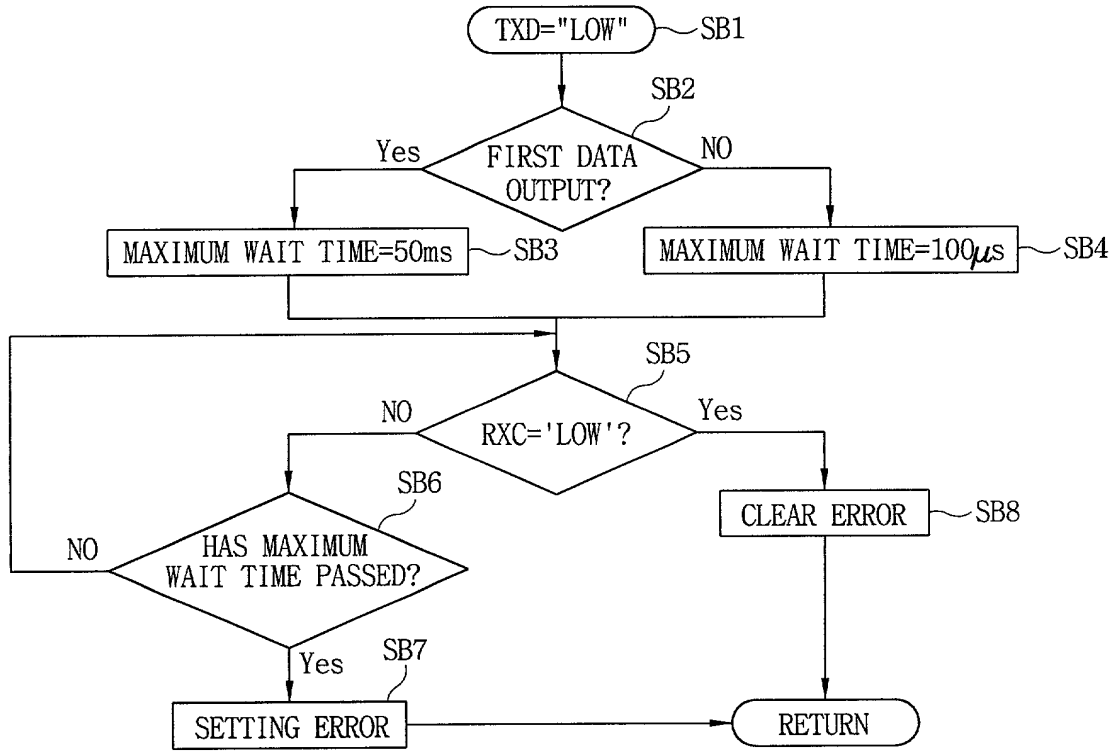 TXD="LOW"
SB1
SB2
Yes
FIRST DATA
OUTPUT?
NO
MAXIMUM WAIT TIME=50ms
SB3
MAXIMUM WAIT TIME=100μs
SB4
SB5
NO
RXC='LOW'?
Yes
SB6
NO
HAS MAXIMUM
WAIT TIME PASSED?
CLEAR ERROR
SB8
Yes
SB7
SETTING ERROR
RETURN